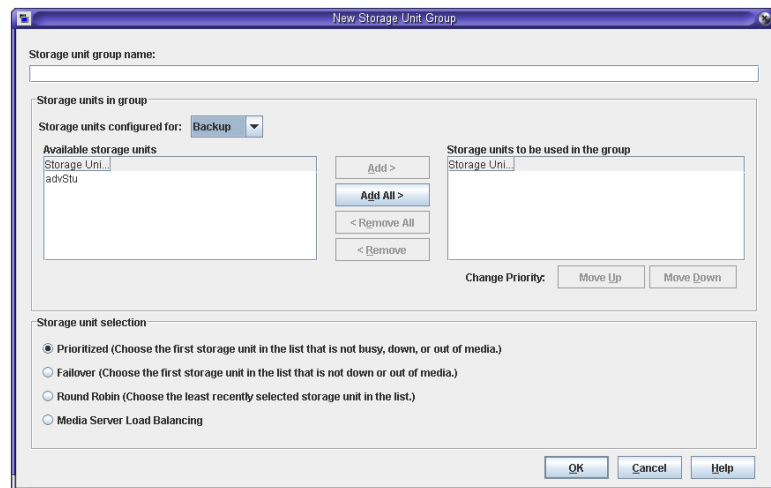 New Storage Unit Group
Storage unit group name:
Storage units in group
Storage units configured for: Backup
Available storage units
Storage units to be used in the group
Storage Uni...
Storage Uni...
advStu
Add >
Add All >
< Remove All
< Remove
Change Priority: Move Up Move Down
Storage unit selection
Prioritized (Choose the first storage unit in the list that is not busy, down, or out of media.)
Failover (Choose the first storage unit in the list that is not down or out of media.)
Round Robin (Choose the least recently selected storage unit in the list.)
Media Server Load Balancing
OK Cancel Help